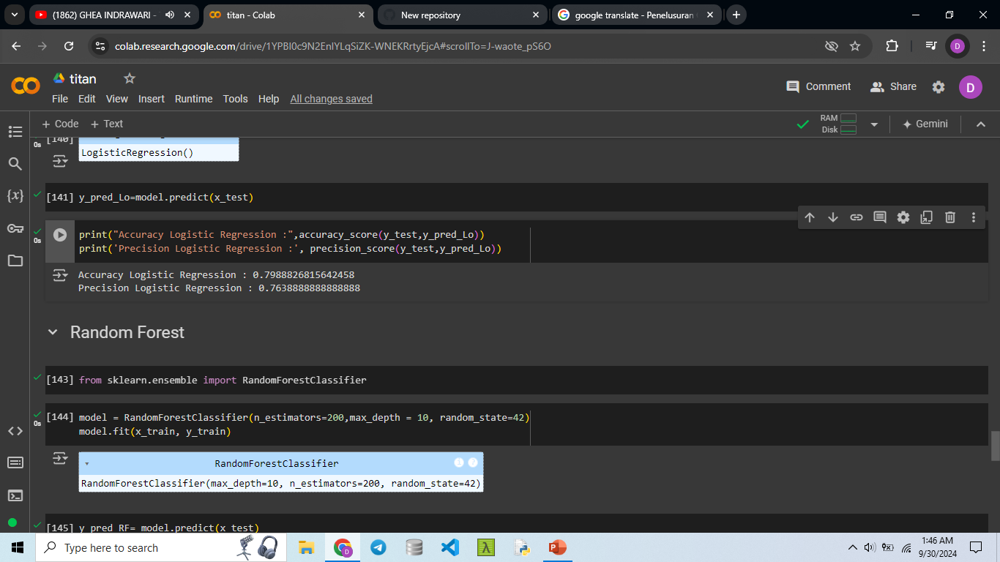 (1862) GHEA INDRAWARI -
titan - Colab
New repository
google translate - Penelusuran
colab.research.google.com/drive/1YPBI0c9N2EnIYLqSiZK-WNEKRrtyEjcA#scrollTo=J-waote_pS6O
D
titan
File Edit View Insert Runtime Tools Help All changes saved
Comment Share D
+ Code + Text
RAM
Disk
Gemini
0s
[140]
LogisticRegression()
[141] y_pred_Lo=model.predict(x_test)
0s
print("Accuracy Logistic Regression :",accuracy_score(y_test,y_pred_Lo))
print('Precision Logistic Regression :', precision_score(y_test,y_pred_Lo))
Accuracy Logistic Regression : 0.7988826815642458
Precision Logistic Regression : 0.7638888888888888
Random Forest
[143] from sklearn.ensemble import RandomForestClassifier
0s
[144] model = RandomForestClassifier(n_estimators=200,max_depth = 10, random_state=42)
model.fit(x_train, y_train)
RandomForestClassifier
RandomForestClassifier(max_depth=10, n_estimators=200, random_state=42)
[145] y_pred_RF= model.predict(x_test)
Type here to search
1:46 AM
9/30/2024